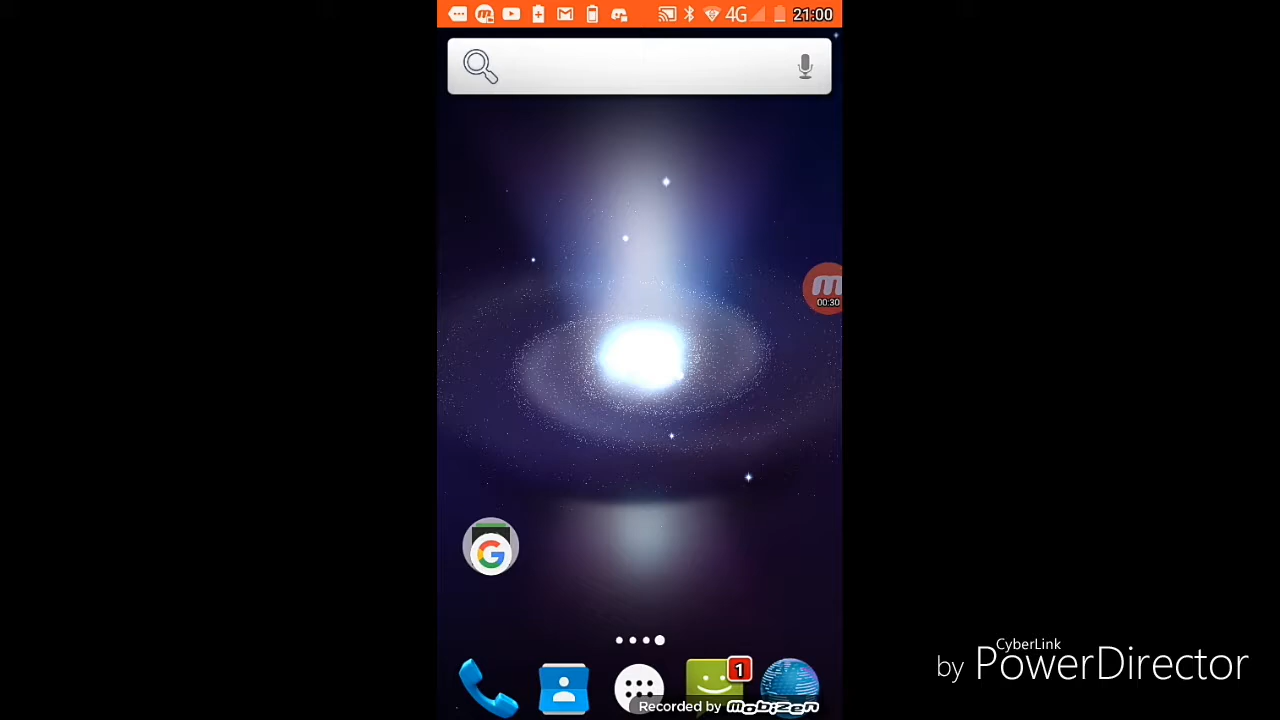 4G 21:00
00:30
G
1
Recorded by Mobizen
CyberLink
by PowerDirector